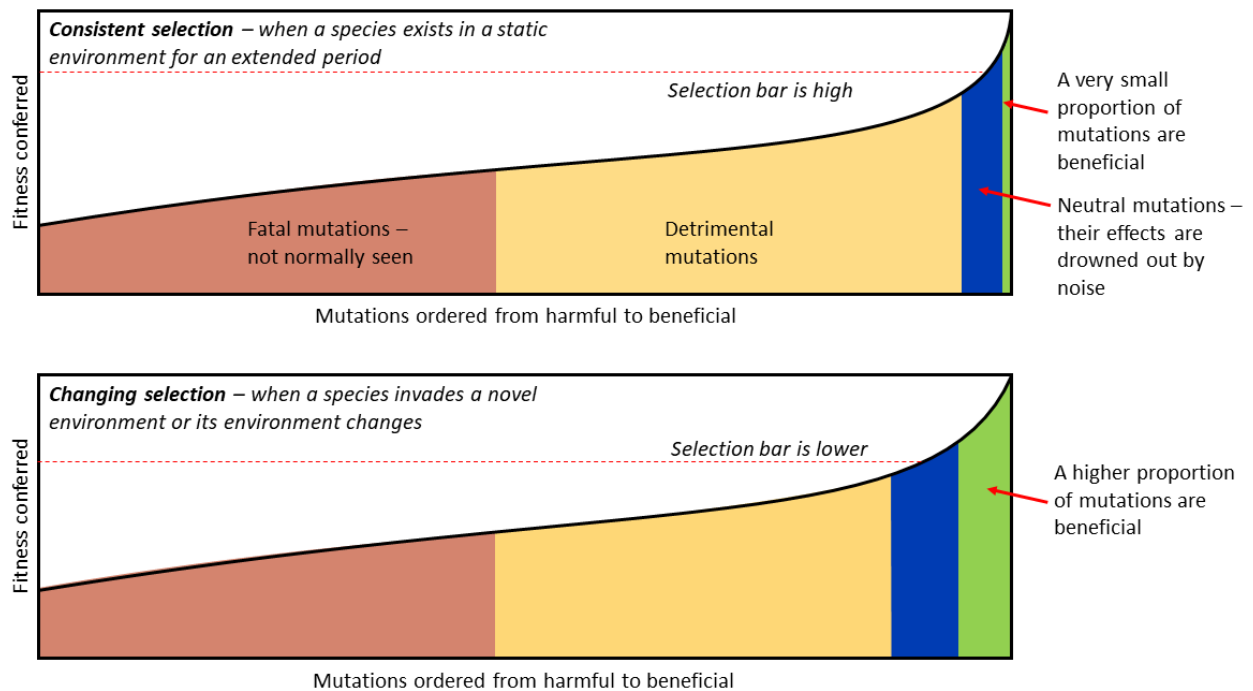 Consistent selection – when a species exists in a static
environment for an extended period
Selection bar is high
Fitness conferred
Fatal mutations –
not normally seen
Detrimental
mutations
A very small
proportion of
mutations are
beneficial
Neutral mutations –
their effects are
drowned out by
noise
Mutations ordered from harmful to beneficial
Changing selection – when a species invades a novel
environment or its environment changes
Selection bar is lower
Fitness conferred
A higher proportion
of mutations are
beneficial
Mutations ordered from harmful to beneficial